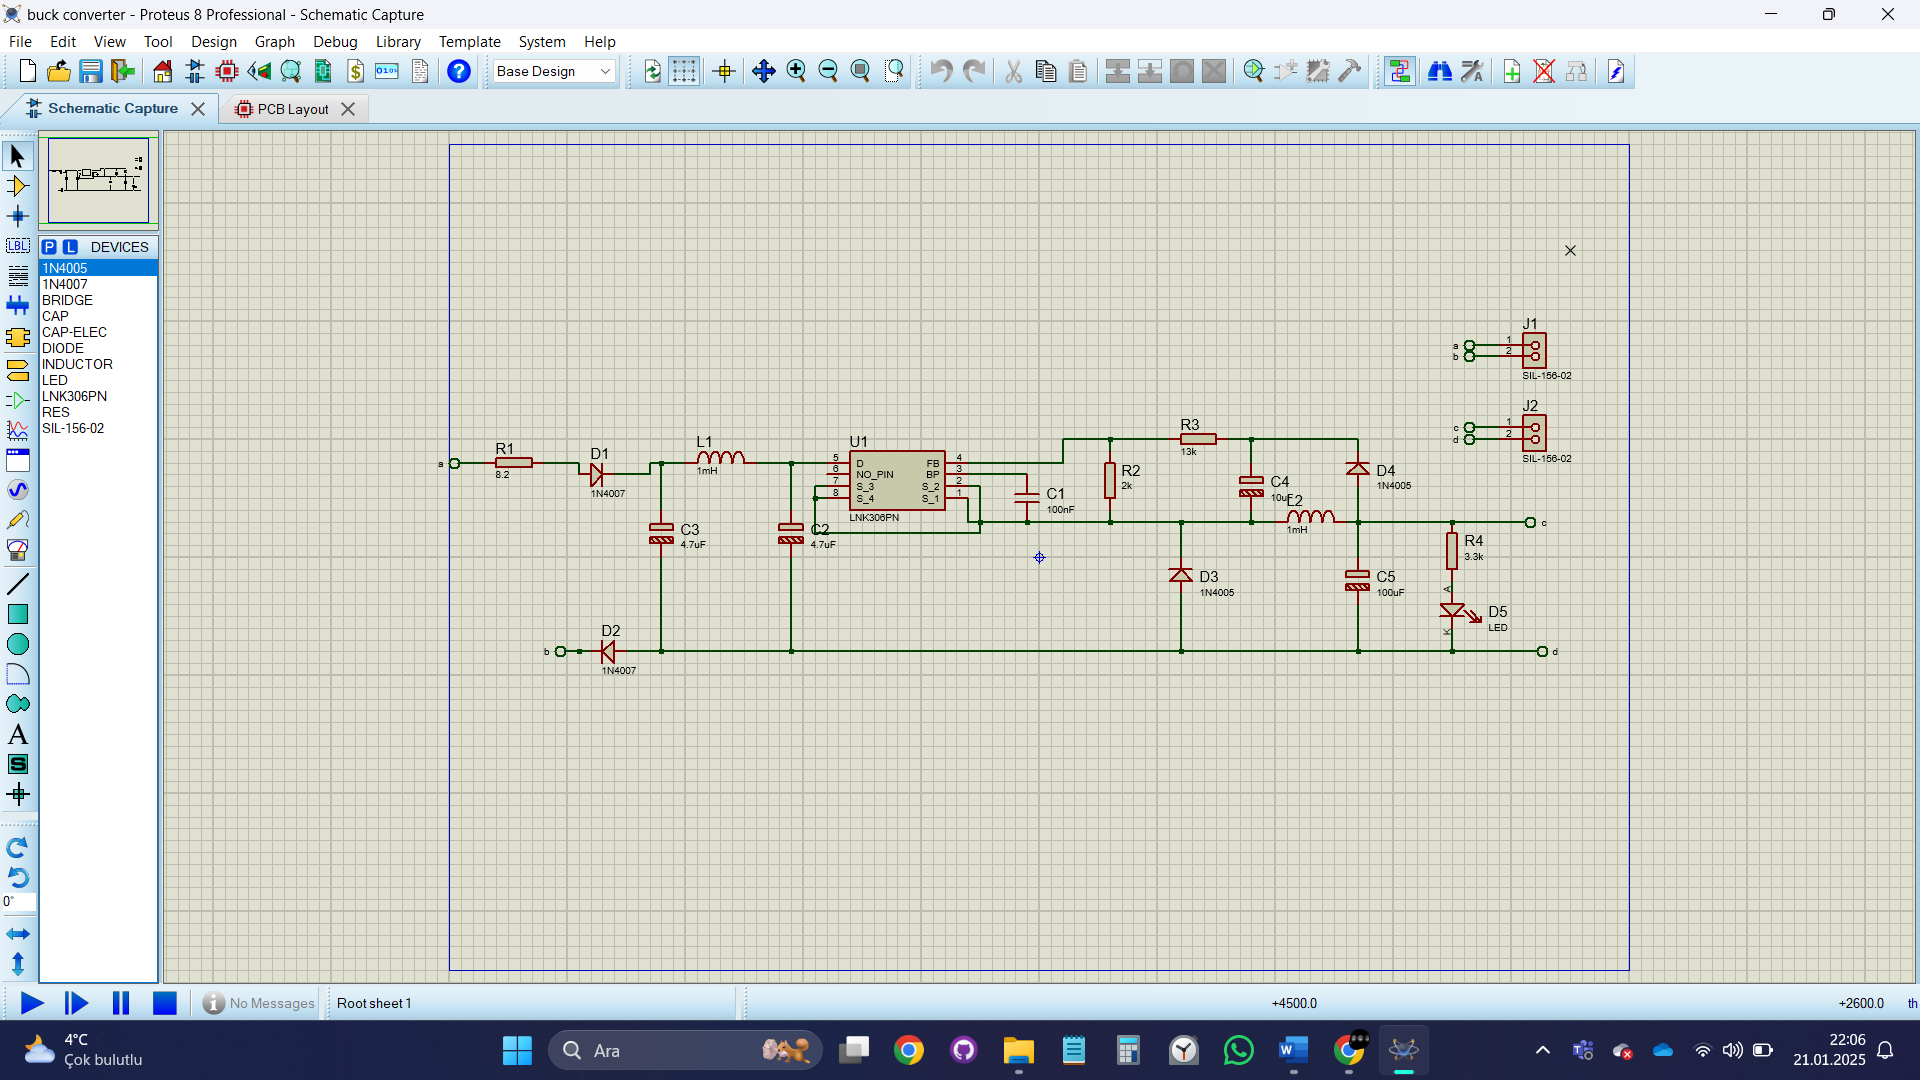 buck converter - Proteus 8 Professional - Schematic Capture
File Edit View Tool Design Graph Debug Library Template System Help
Base Design
Schematic Capture
PCB Layout
LBL
P L DEVICES
1N4005
1N4007
BRIDGE
CAP
CAP-ELEC
DIODE
INDUCTOR
LED
LNK306PN
RES
SIL-156-02
A
S
0°
J1
a 1
b 2
SIL-156-02
J2
c 1
d 2
SIL-156-02
a
R1
8.2
D1
1N4007
L1
1mH
U1
5 D FB 4
6 NO_PIN BP 3
7 S_3 S_2 2
8 S_4 S_1 1
LNK306PN
C3
4.7uF
C2
4.7uF
C1
100nF
R2
2k
R3
13k
C4
10uF
L2
1mH
D4
1N4005
c
R4
3.3k
D3
1N4005
C5
100uF
A
K
D5
LED
b
D2
1N4007
d
No Messages
Root sheet 1
+4500.0
+2600.0 th
4°C
Çok bulutlu
Ara
22:06
21.01.2025